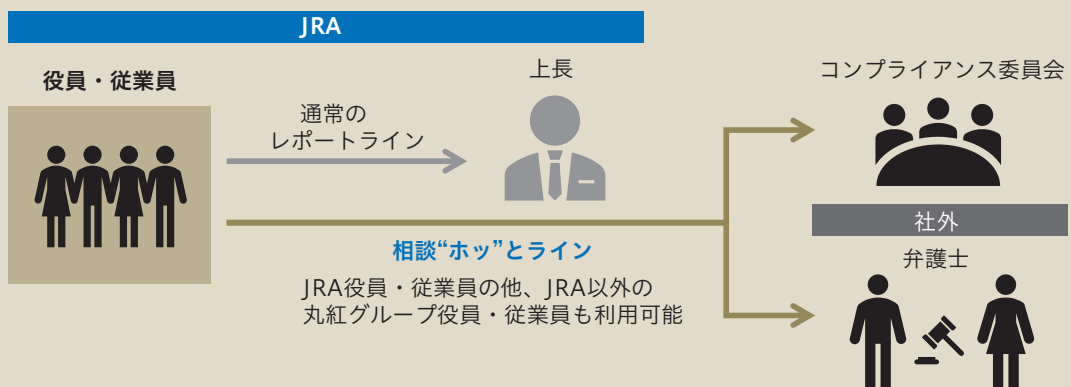 JRA
役員・従業員
通常の
レポートライン
上長
コンプライアンス委員会
相談“ホッ”とライン
JRA役員・従業員の他、JRA以外の
丸紅グループ役員・従業員も利用可能
社外
弁護士